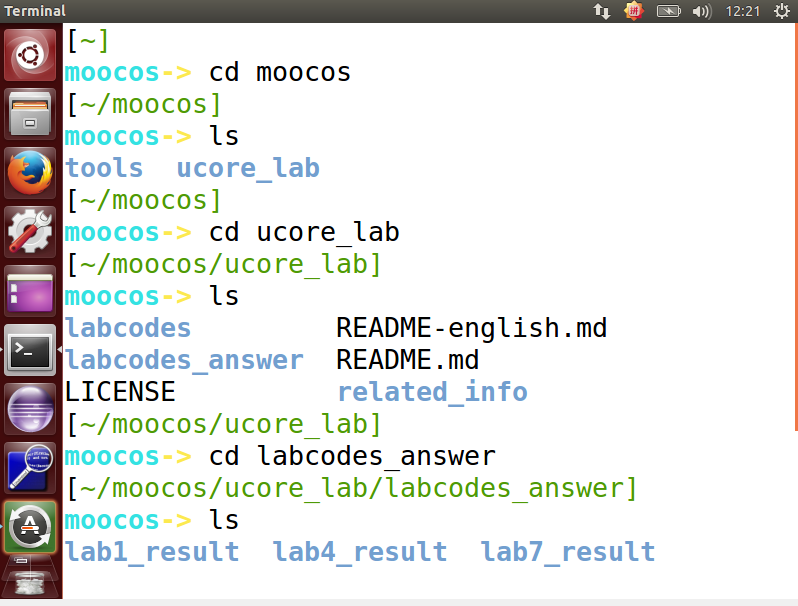 Terminal 12:21
[~]
moocos-> cd moocos
[~/moocos]
moocos-> ls
tools ucore_lab
[~/moocos]
moocos-> cd ucore_lab
[~/moocos/ucore_lab]
moocos-> ls
labcodes README-english.md
labcodes_answer README.md
LICENSE related_info
[~/moocos/ucore_lab]
moocos-> cd labcodes_answer
[~/moocos/ucore_lab/labcodes_answer]
moocos-> ls
lab1_result lab4_result lab7_result